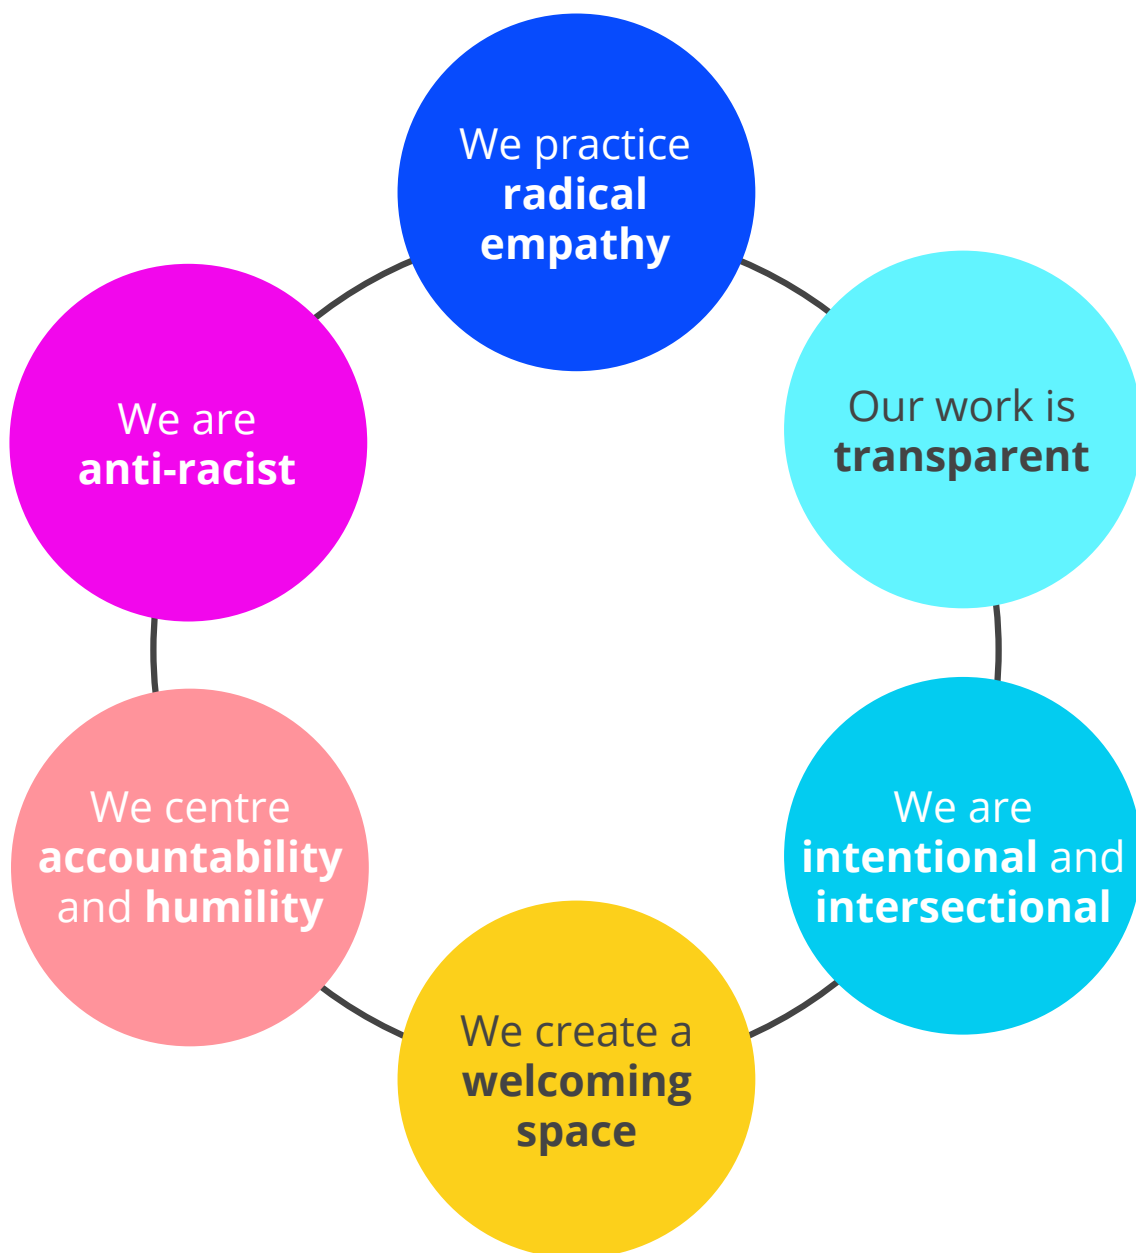 We practice
radical
empathy
Our work is
transparent
We are
intentional and
intersectional
We create a
welcoming
space
We centre
accountability
and humility
We are
anti-racist